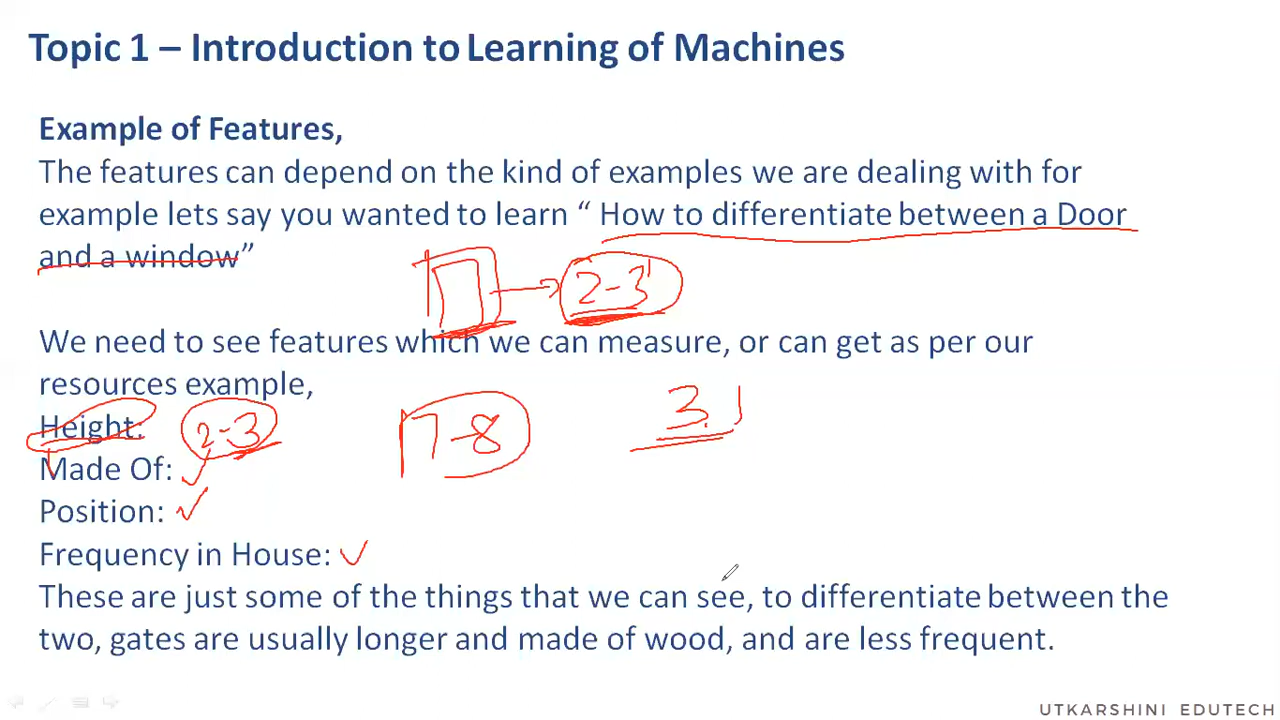 Topic 1 – Introduction to Learning of Machines
Example of Features,
The features can depend on the kind of examples we are dealing with for
example lets say you wanted to learn “ How to differentiate between a Door
and a window”
2-3'
We need to see features which we can measure, or can get as per our
resources example,
Height: 2-3 7-8 3.1
Made Of:
Position:
Frequency in House:
These are just some of the things that we can see, to differentiate between the
two, gates are usually longer and made of wood, and are less frequent.
UTKARSHINI EDUTECH